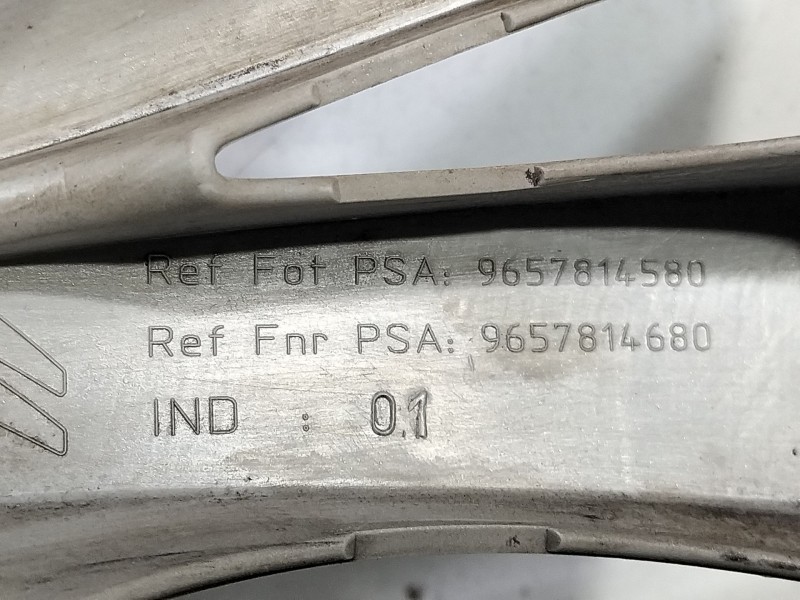 Ref Fot PSA: 9657814580
Ref Fnr PSA: 9657814680
IND : 01